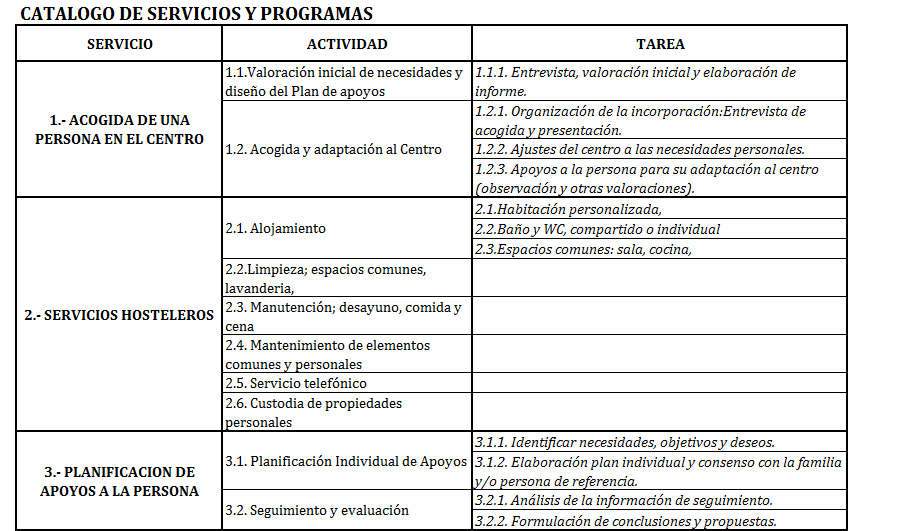 CATALOGO DE SERVICIOS Y PROGRAMAS
SERVICIO
ACTIVIDAD
TAREA
1.- ACOGIDA DE UNA
PERSONA EN EL CENTRO
1.1.Valoración inicial de necesidades y
diseño del Plan de apoyos
1.1.1. Entrevista, valoración inicial y elaboración de
informe.
1.2. Acogida y adaptación al Centro
1.2.1. Organización de la incorporación:Entrevista de
acogida y presentación.
1.2.2. Ajustes del centro a las necesidades personales.
1.2.3. Apoyos a la persona para su adaptación al centro
(observación y otras valoraciones).
2.- SERVICIOS HOSTELEROS
2.1. Alojamiento
2.1.Habitación personalizada,
2.2.Baño y WC, compartido o individual
2.3.Espacios comunes: sala, cocina,
2.2.Limpieza; espacios comunes,
lavanderia,
2.3. Manutención; desayuno, comida y
cena
2.4. Mantenimiento de elementos
comunes y personales
2.5. Servicio telefónico
2.6. Custodia de propiedades
personales
3.- PLANIFICACION DE
APOYOS A LA PERSONA
3.1. Planificación Individual de Apoyos
3.1.1. Identificar necesidades, objetivos y deseos.
3.1.2. Elaboración plan individual y consenso con la familia
y/o persona de referencia.
3.2. Seguimiento y evaluación
3.2.1. Análisis de la información de seguimiento.
3.2.2. Formulación de conclusiones y propuestas.